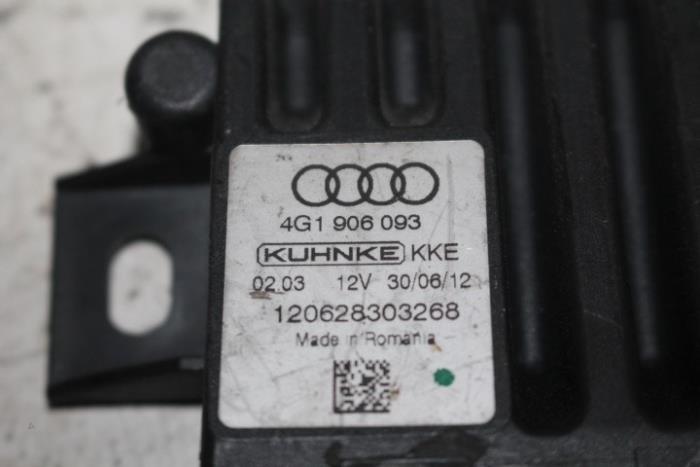 4G1 906 093
KUHNKE KKE
02.03 12V 30/06/12
120628303268
Made in Romania